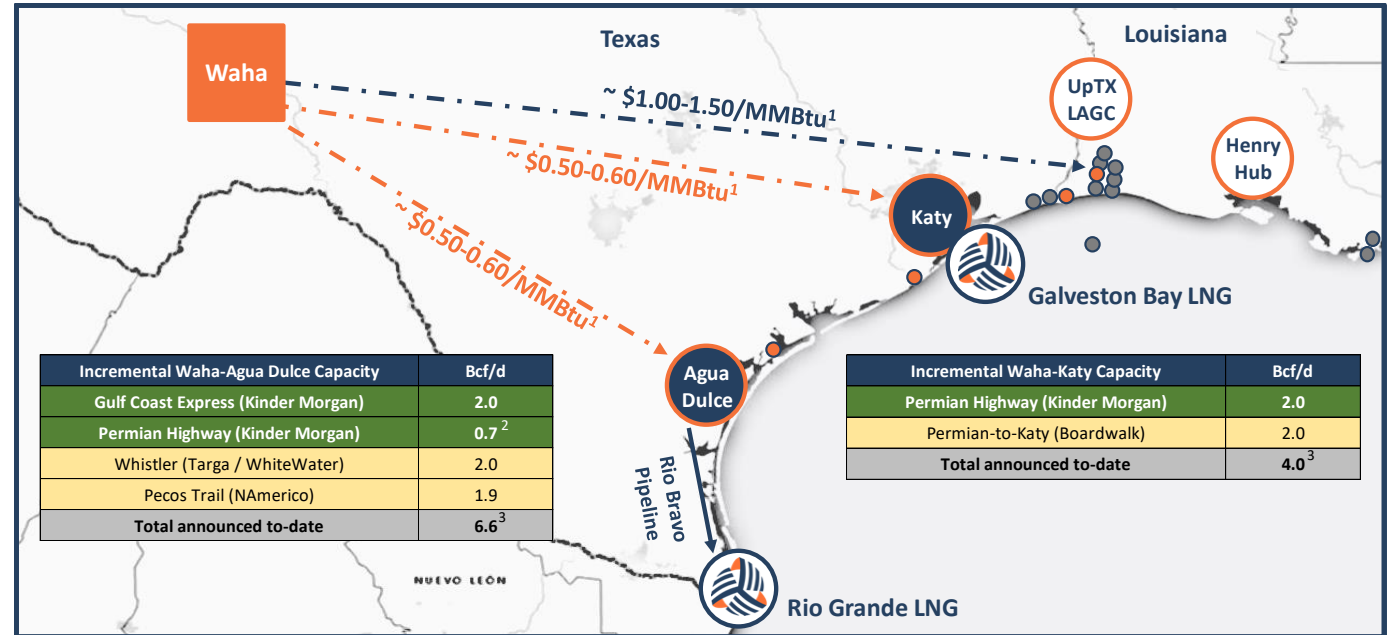 Texas
Louisiana
Waha
UpTX
LAGC
Henry
Hub
~ $1.00-1.50/MMBtu1
~ $0.50-0.60/MMBtu1
~ $0.50-0.60/MMBtu1
Katy
Galveston Bay LNG
Agua
Dulce
Rio Bravo
Pipeline
Rio Grande LNG
NUEVO LEÓN
Incremental Waha-Agua Dulce Capacity Bcf/d
Gulf Coast Express (Kinder Morgan) 2.0
Permian Highway (Kinder Morgan) 0.7 2
Whistler (Targa / WhiteWater) 2.0
Pecos Trail (NAmerico) 1.9
Total announced to-date 6.6 3
Incremental Waha-Katy Capacity Bcf/d
Permian Highway (Kinder Morgan) 2.0
Permian-to-Katy (Boardwalk) 2.0
Total announced to-date 4.0 3